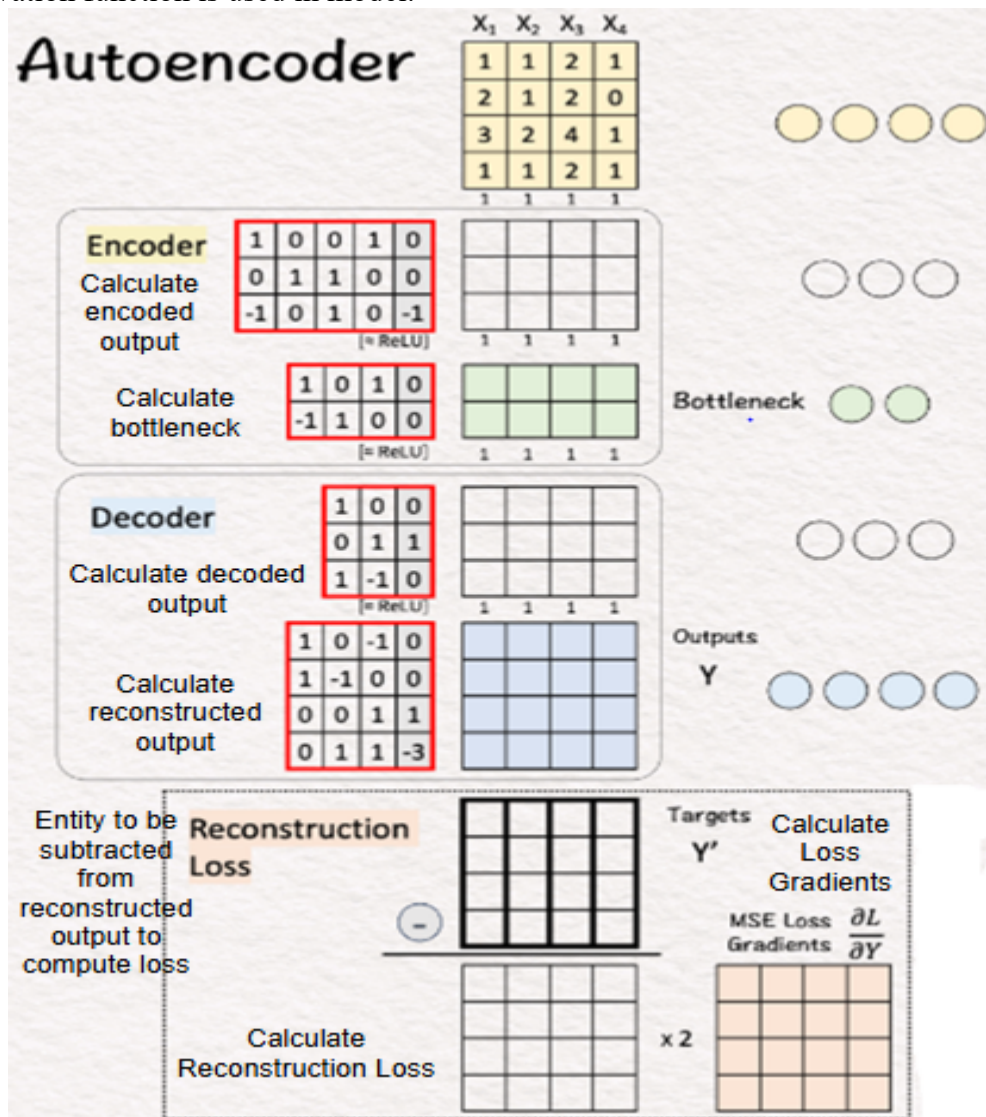 function is used in model.
Autoencoder
X₁ X₂ X₃ X₄
1 1 2 1
2 1 2 0
3 2 4 1
1 1 2 1
1 1 1 1
Encoder
Calculate
encoded
output
1 0 0 1 0
0 1 1 0 0
-1 0 1 0 -1
[≈ ReLU]
1 1 1 1
Calculate
bottleneck
1 0 1 0
-1 1 0 0
[≈ ReLU]
1 1 1 1
Bottleneck
Decoder
Calculate decoded
output
1 0 0
0 1 1
1 -1 0
[≈ ReLU]
1 1 1 1
Calculate
reconstructed
output
1 0 -1 0
1 -1 0 0
0 0 1 1
0 1 1 -3
Outputs
Y
Entity to be
subtracted
from
reconstructed
output to
compute loss
Reconstruction
Loss
-
Targets
Y'
Calculate
Loss
Gradients
MSE Loss
Gradients
∂L
∂Y
Calculate
Reconstruction Loss
x 2